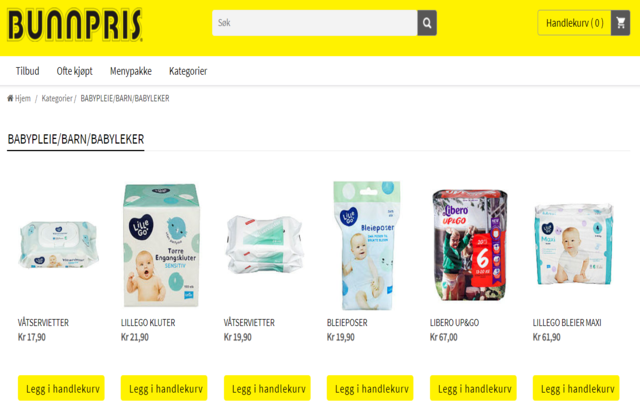 BUNNPRIS
Søk
Handlekurv ( 0 )
Tilbud Ofte kjøpt Menypakke Kategorier
Hjem / Kategorier / BABYPLEIE/BARN/BABYLEKER
BABYPLEIE/BARN/BABYLEKER
LILLE GO
Tørre
Engangskluter
SENSITIV
LILLE GO
Bleieposer
Libero
UP&GO
6
LILLE GO
Maxi
4
VÅTSERVIETTER LILLEGO KLUTER VÅTSERVIETTER BLEIEPOSER LIBERO UP&GO LILLEGO BLEIER MAXI
Kr 17,90 Kr 21,90 Kr 19,90 Kr 19,90 Kr 67,00 Kr 61,90
Legg i handlekurv Legg i handlekurv Legg i handlekurv Legg i handlekurv Legg i handlekurv Legg i handlekurv